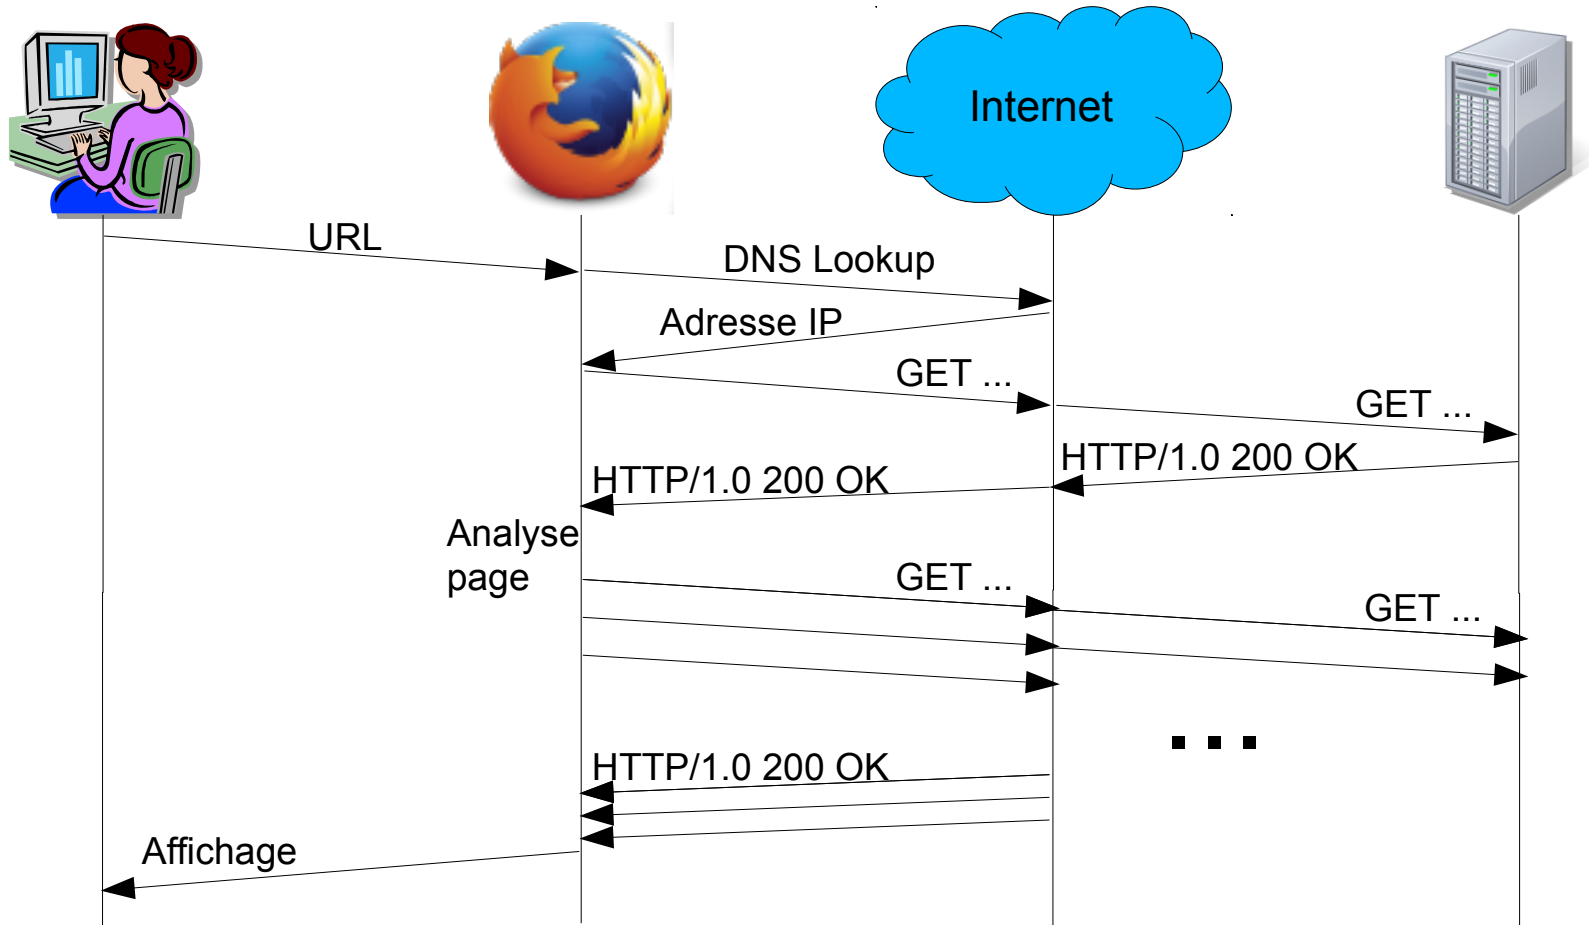 Internet
URL
DNS Lookup
Adresse IP
GET ...
GET ...
HTTP/1.0 200 OK
HTTP/1.0 200 OK
Analyse
page
GET ...
GET ...
...
HTTP/1.0 200 OK
Affichage